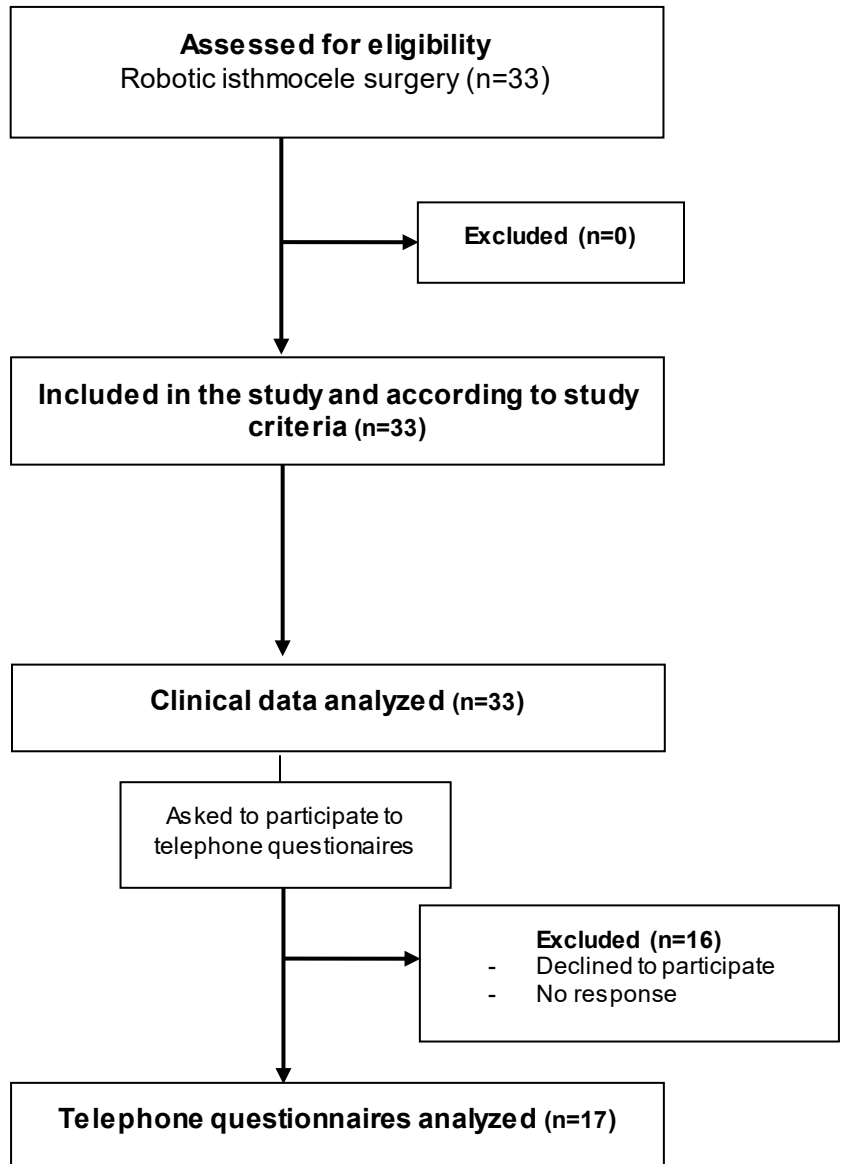 Assessed for eligibility
Robotic isthmocele surgery (n=33)
Excluded (n=0)
Included in the study and according to study
criteria (n=33)
Clinical data analyzed (n=33)
Asked to participate to
telephone questionaires
Excluded (n=16)
- Declined to participate
- No response
Telephone questionnaires analyzed (n=17)